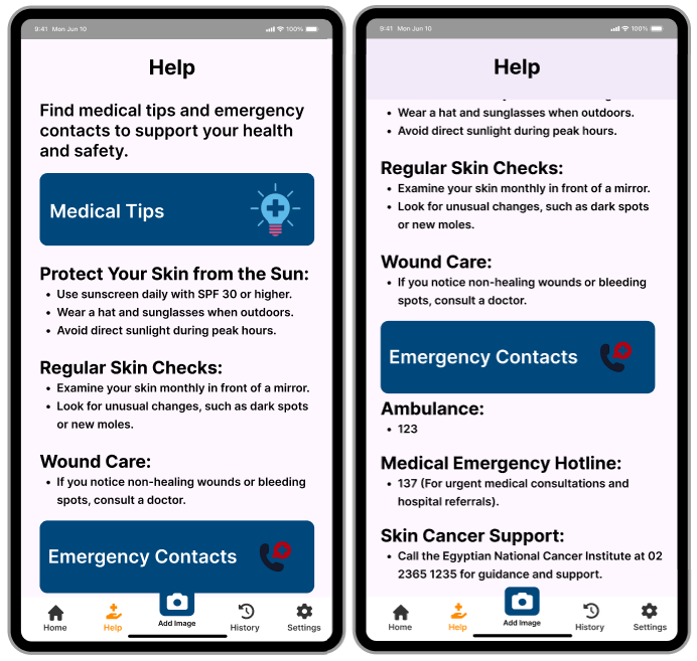 9:41 Mon Jun 10
100%
Help
Find medical tips and emergency
contacts to support your health
and safety.
Medical Tips
Protect Your Skin from the Sun:
• Use sunscreen daily with SPF 30 or higher.
• Wear a hat and sunglasses when outdoors.
• Avoid direct sunlight during peak hours.
Regular Skin Checks:
• Examine your skin monthly in front of a mirror.
• Look for unusual changes, such as dark spots
or new moles.
Wound Care:
• If you notice non-healing wounds or bleeding
spots, consult a doctor.
Emergency Contacts
Home
Help
Add Image
History
Settings
9:41 Mon Jun 10
100%
Help
• Wear a hat and sunglasses when outdoors.
• Avoid direct sunlight during peak hours.
Regular Skin Checks:
• Examine your skin monthly in front of a mirror.
• Look for unusual changes, such as dark spots
or new moles.
Wound Care:
• If you notice non-healing wounds or bleeding
spots, consult a doctor.
Emergency Contacts
Ambulance:
• 123
Medical Emergency Hotline:
• 137 (For urgent medical consultations and
hospital referrals).
Skin Cancer Support:
• Call the Egyptian National Cancer Institute at 02
2365 1235 for guidance and support.
Home
Help
Add Image
History
Settings